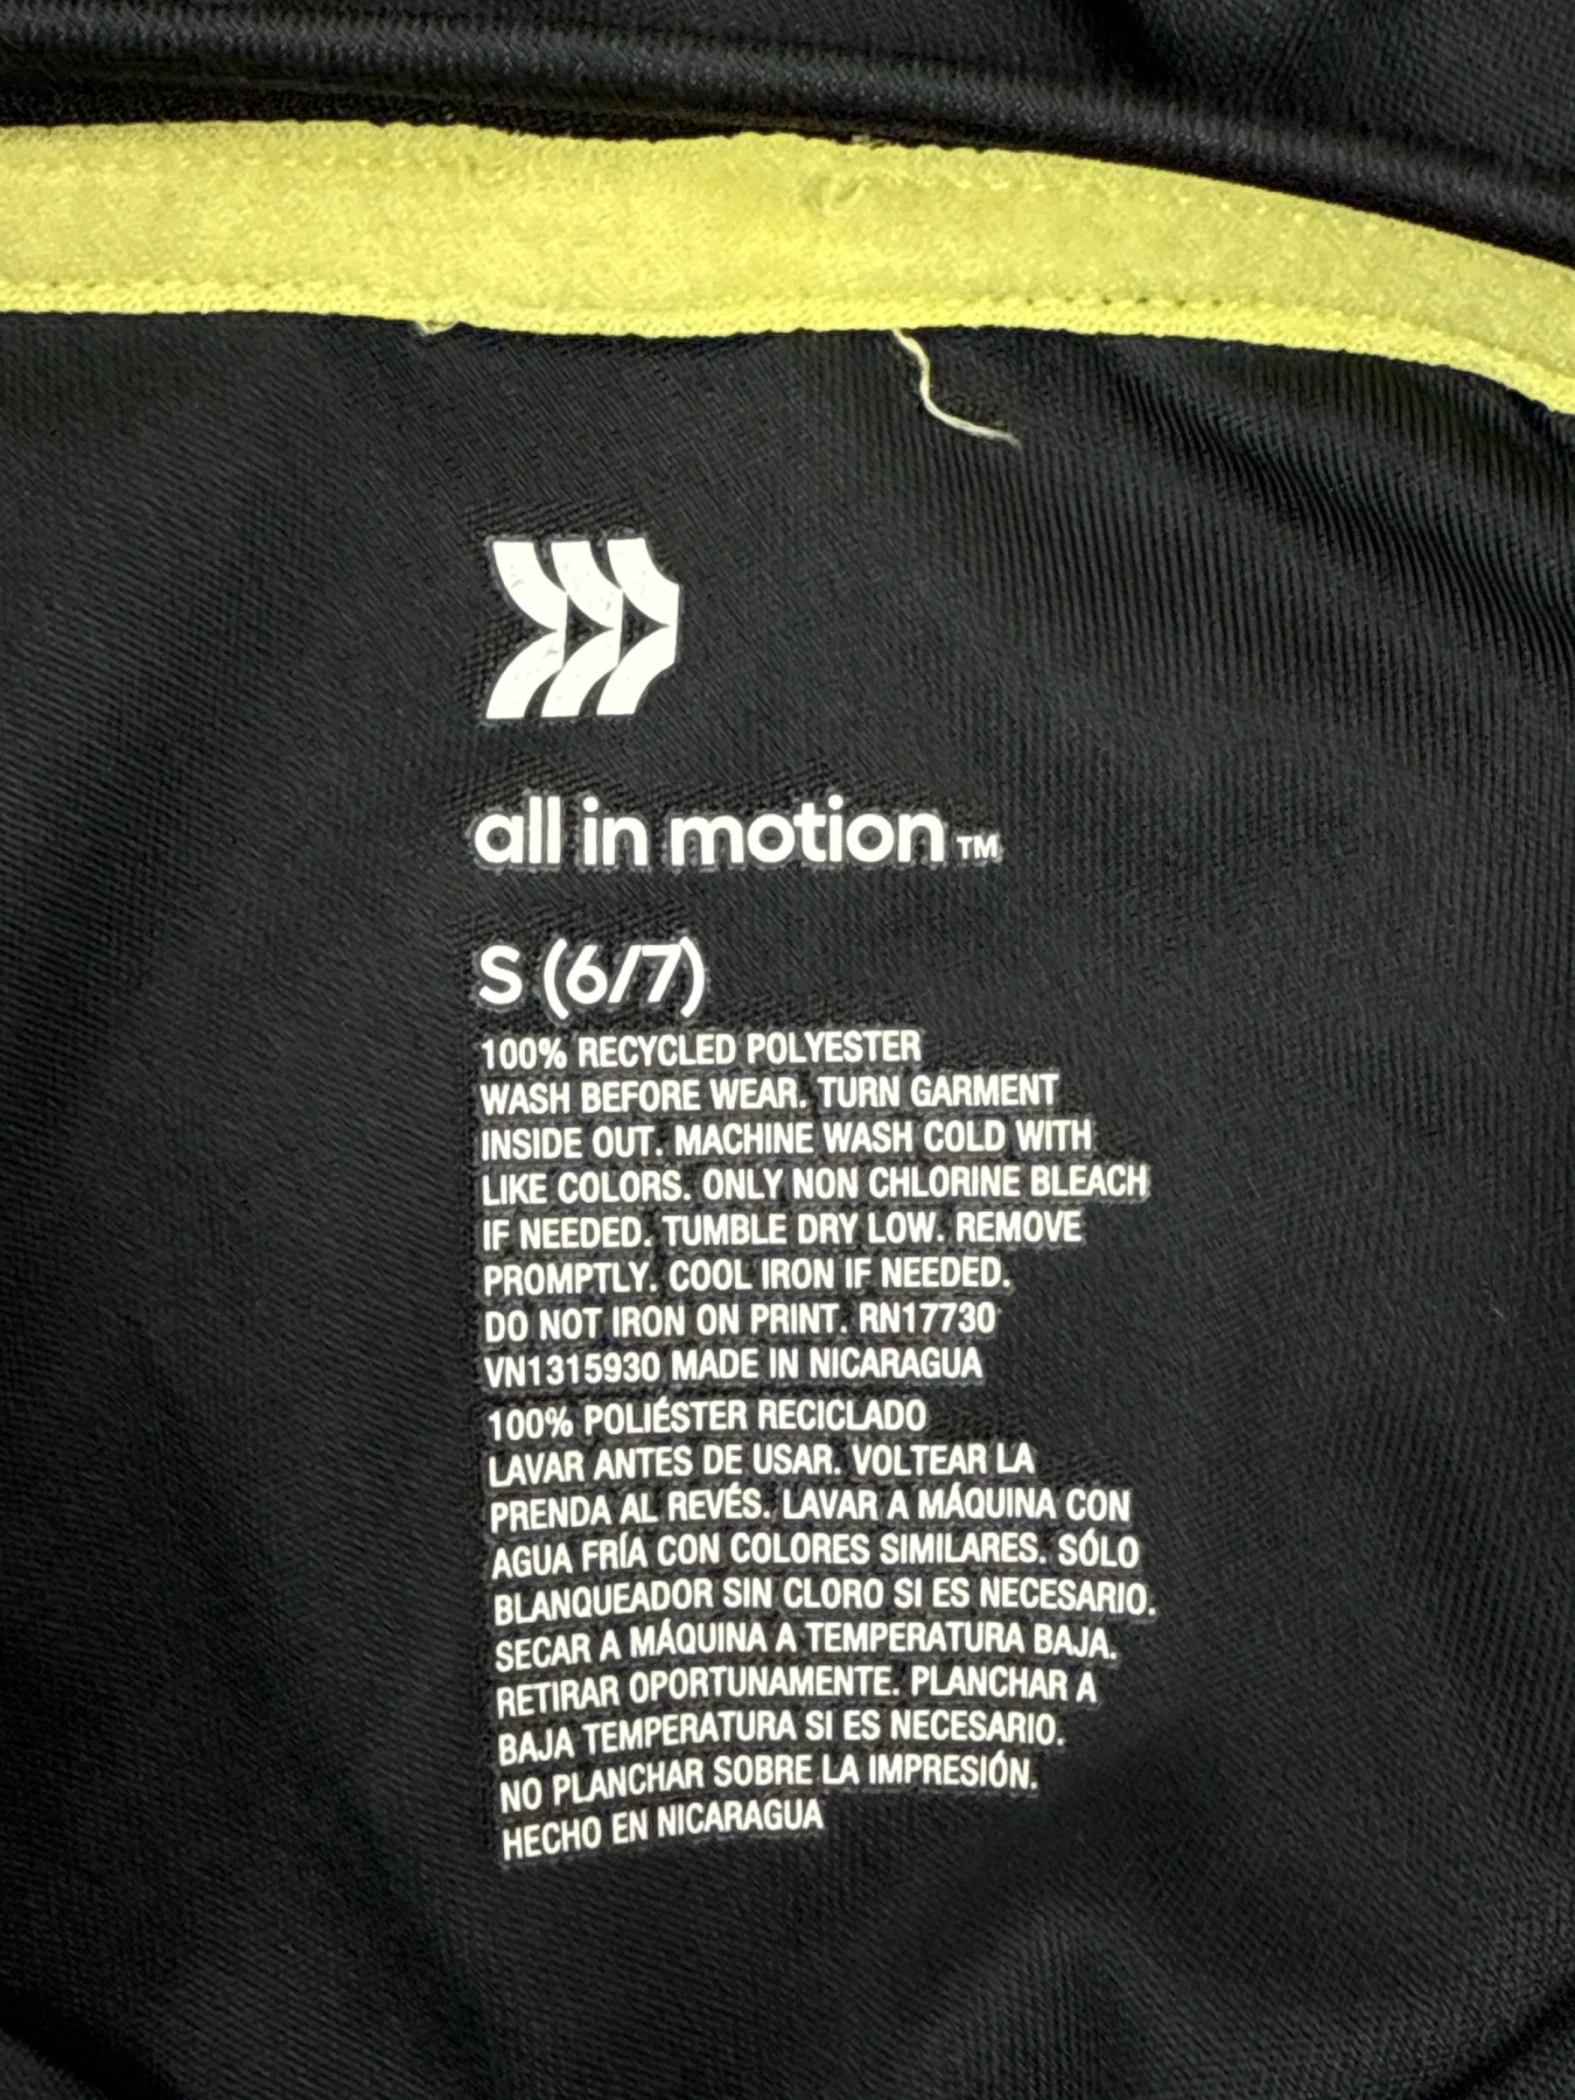 all in motion™
S (6/7)
100% RECYCLED POLYESTER
WASH BEFORE WEAR. TURN GARMENT
INSIDE OUT. MACHINE WASH COLD WITH
LIKE COLORS. ONLY NON CHLORINE BLEACH
IF NEEDED. TUMBLE DRY LOW. REMOVE
PROMPTLY. COOL IRON IF NEEDED.
DO NOT IRON ON PRINT. RN17730
VN1315930 MADE IN NICARAGUA
100% POLIÉSTER RECICLADO
LAVAR ANTES DE USAR. VOLTEAR LA
PRENDA AL REVÉS. LAVAR A MÁQUINA CON
AGUA FRÍA CON COLORES SIMILARES. SÓLO
BLANQUEADOR SIN CLORO SI ES NECESARIO.
SECAR A MÁQUINA A TEMPERATURA BAJA.
RETIRAR OPORTUNAMENTE. PLANCHAR A
BAJA TEMPERATURA SI ES NECESARIO.
NO PLANCHAR SOBRE LA IMPRESIÓN.
HECHO EN NICARAGUA